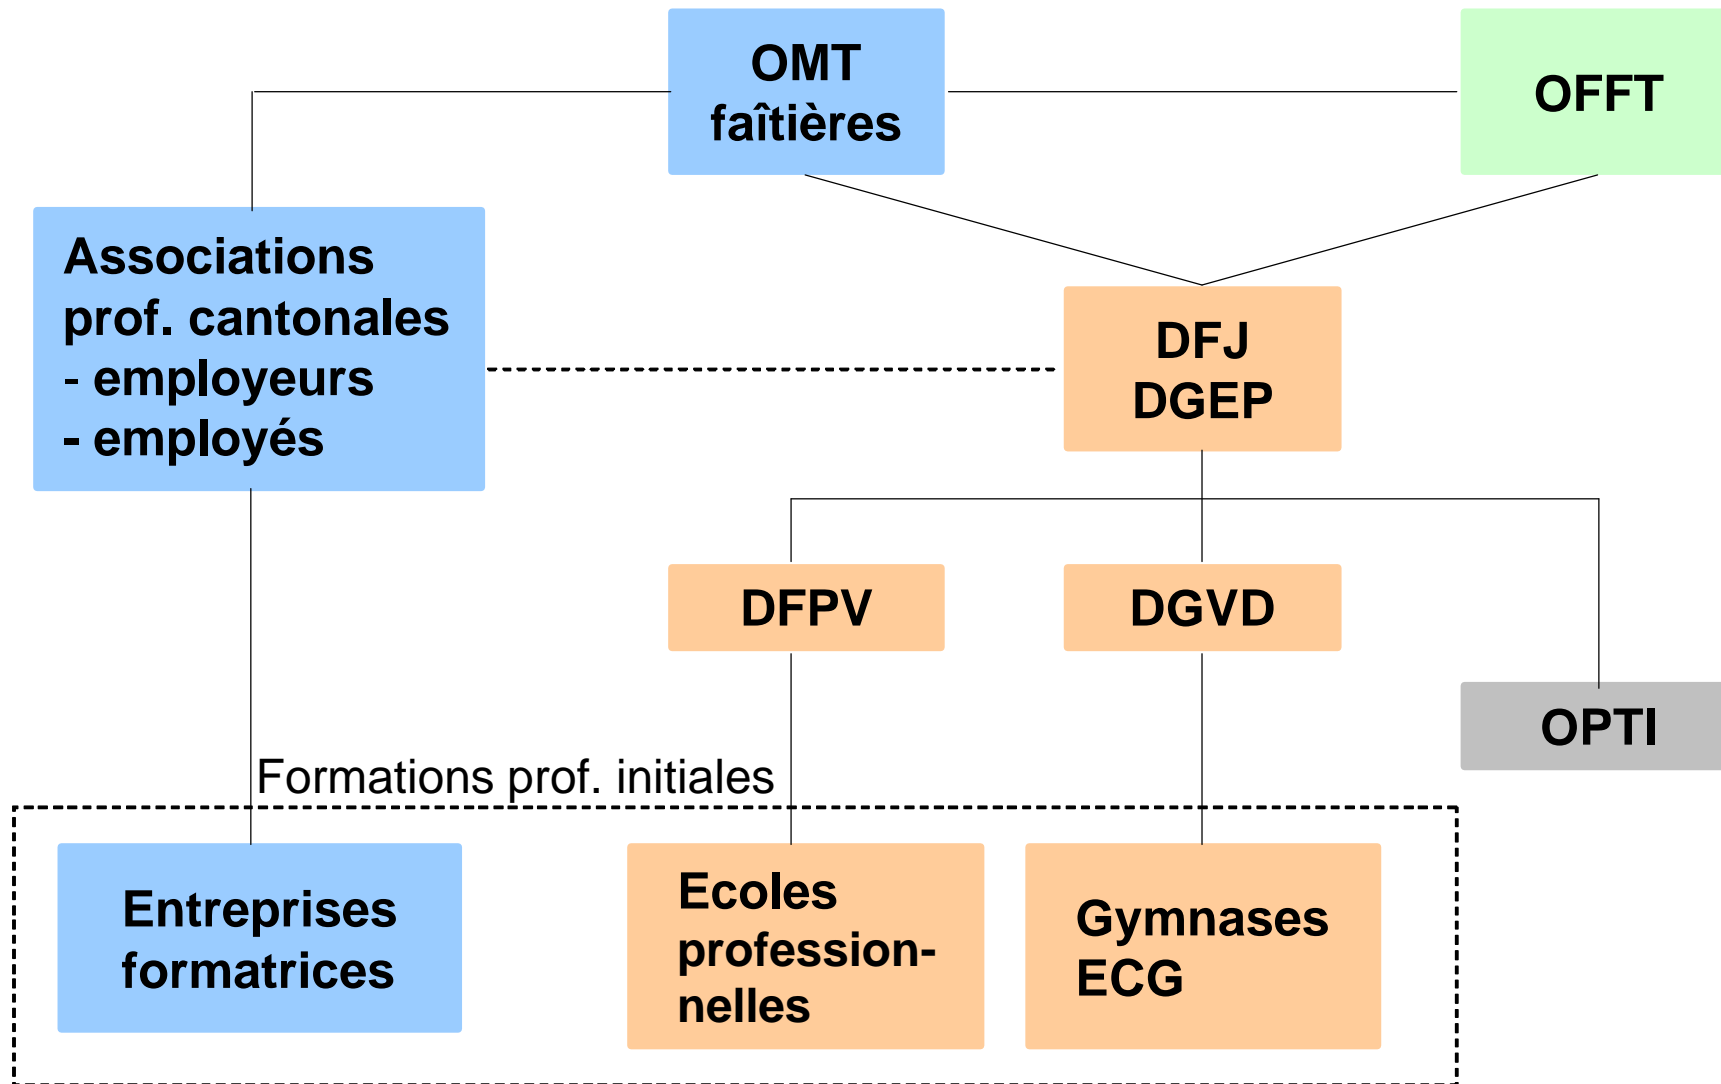 OMT
faîtières
OFFT
Associations
prof. cantonales
- employeurs
- employés
DFJ
DGEP
DFPV
DGVD
OPTI
Formations prof. initiales
Entreprises
formatrices
Ecoles
profession-
nelles
Gymnases
ECG